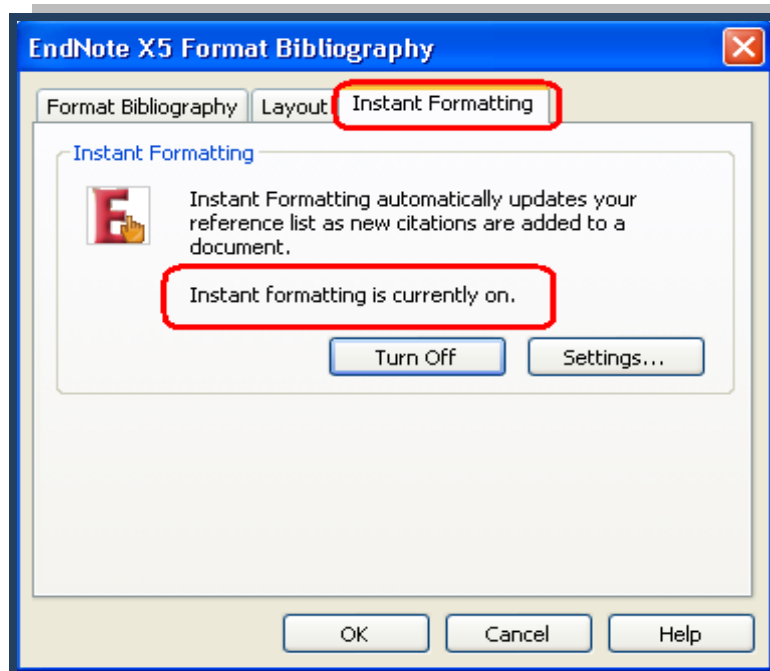 EndNote X5 Format Bibliography
Format Bibliography Layout Instant Formatting
Instant Formatting
Instant Formatting automatically updates your
reference list as new citations are added to a
document.
Instant formatting is currently on.
Turn Off Settings...
OK Cancel Help